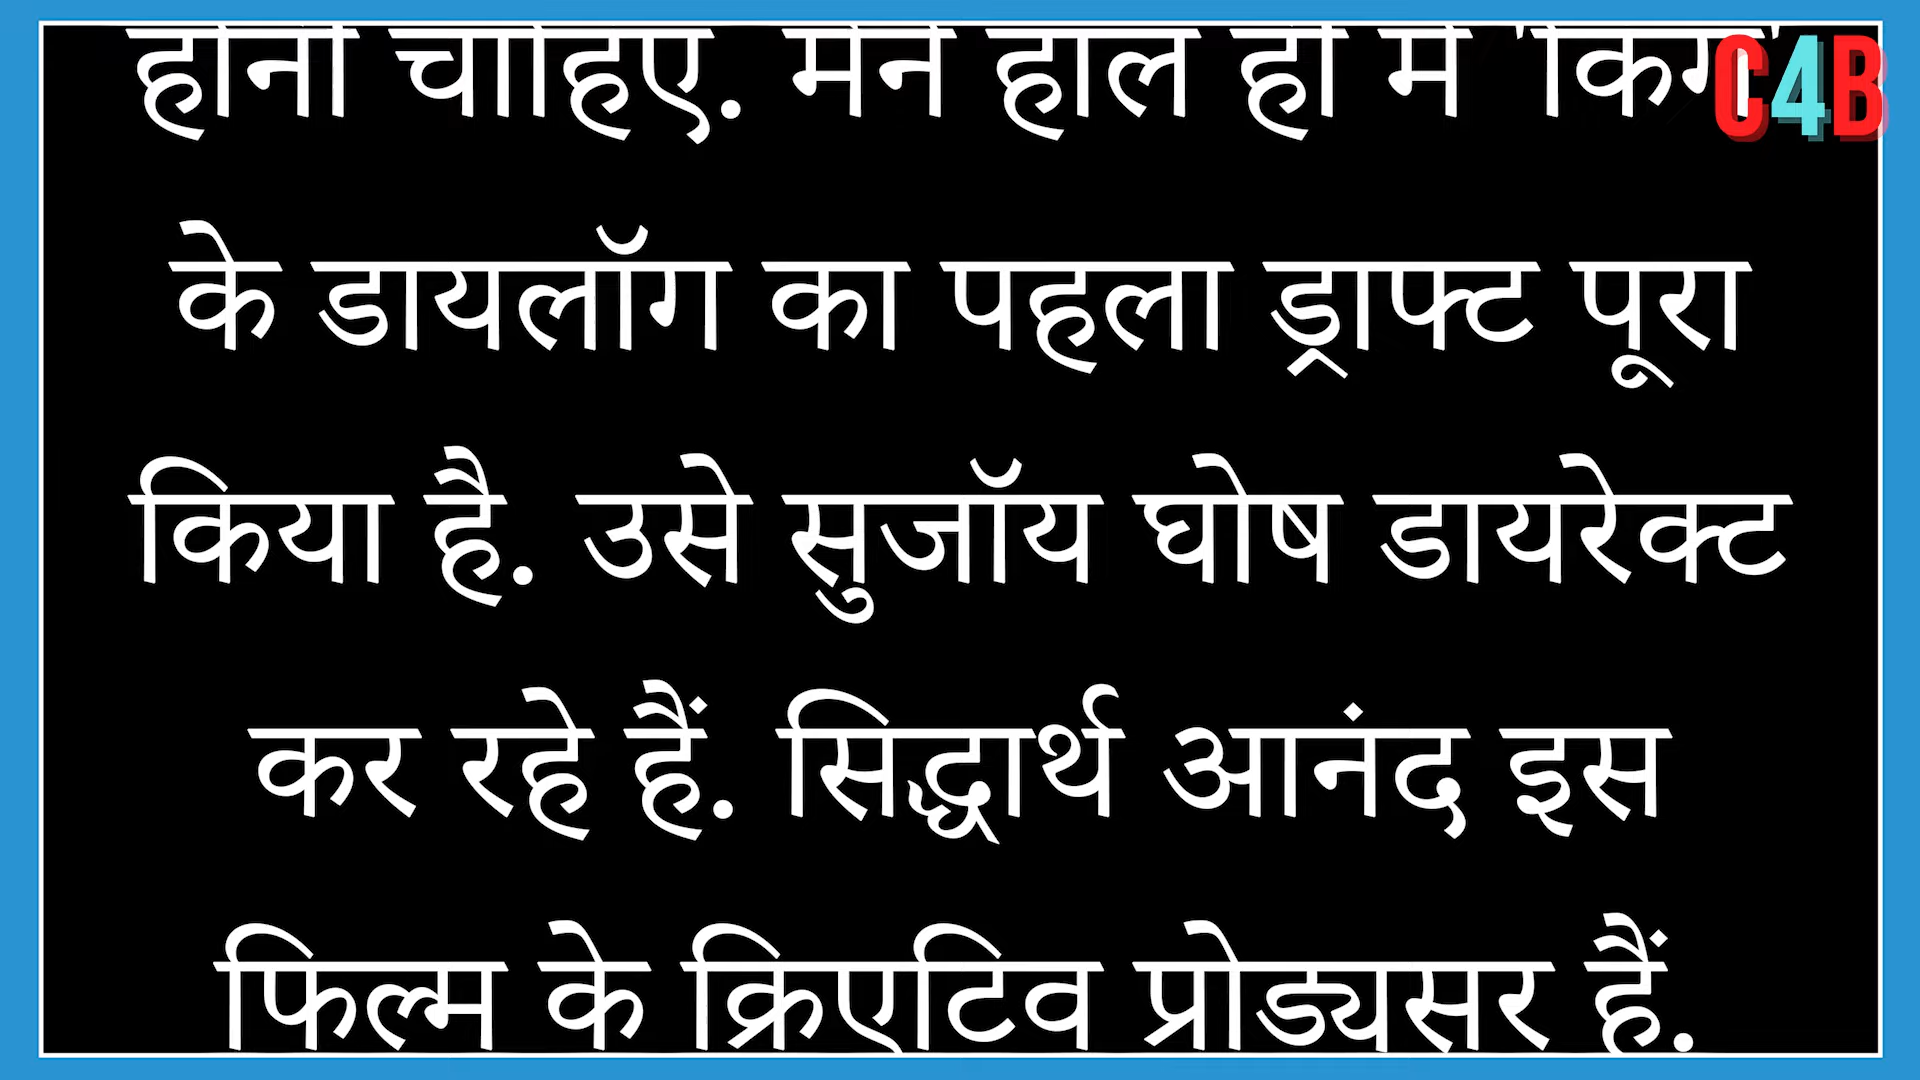 होना चाहिए. मैंने हाल ही में 'किंग'
C4B
के डायलॉग का पहला ड्राफ्ट पूरा
किया है. उसे सुजॉय घोष डायरेक्ट
कर रहे हैं. सिद्धार्थ आनंद इस
फिल्म के क्रिएटिव प्रोड्यूसर हैं.